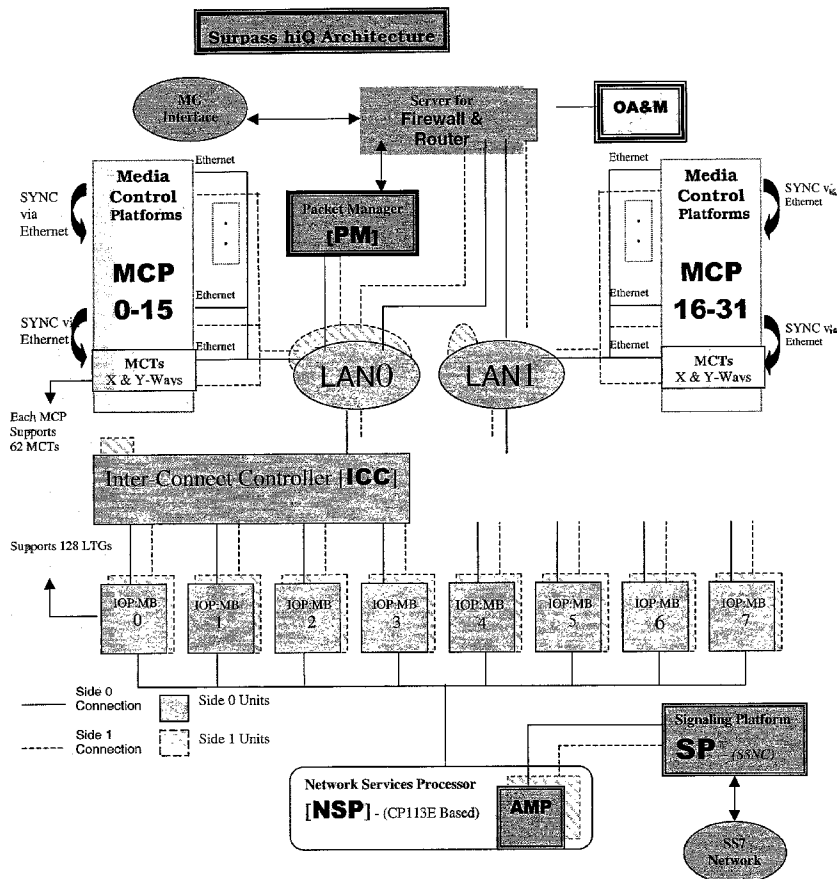 Surpass hiQ Architecture
MG
Interface
Server for
Firewall &
Router
OA&M
Ethernet
Media
Control
Platforms
MCP
0-15
SYNC
via
Ethernet
Packet Manager
[PM]
Ethernet
Media
Control
Platforms
MCP
16-31
SYNC via
Ethernet
Ethernet
SYNC via
Ethernet
Ethernet
MCTs
X & Y-Ways
LAN0
LAN1
Ethernet
Ethernet
MCTs
X & Y-Ways
SYNC via
Ethernet
Each MCP
Supports
62 MCTs
Inter-Connect Controller [ICC]
Supports 128 LTGs
IOP:MB
0
IOP:MB
1
IOP:MB
2
IOP:MB
3
IOP:MB
4
IOP:MB
5
IOP:MB
6
IOP:MB
7
Side 0
Connection
Side 0 Units
Side 1
Connection
Side 1 Units
Signaling Platform
SP - (SSNC)
Network Services Processor
[NSP] - (CP113E Based)
AMP
SS7
Network